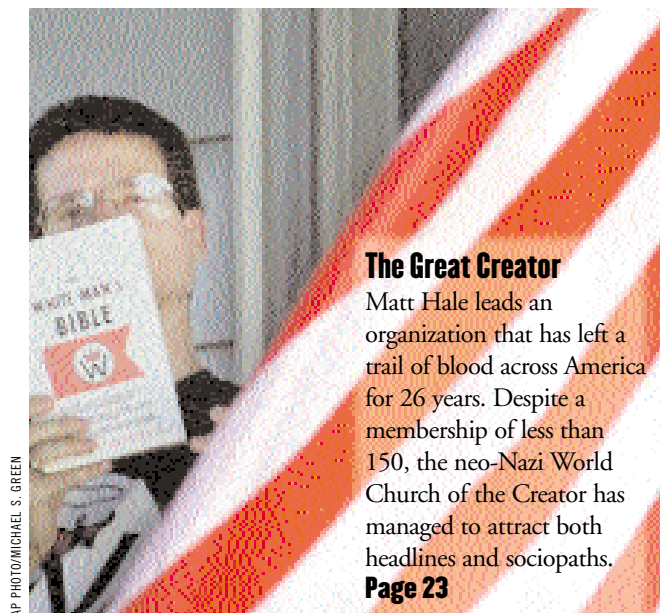 WHITE MAN'S
BIBLE
W
The Great Creator
Matt Hale leads an
organization that has left a
trail of blood across America
for 26 years. Despite a
membership of less than
150, the neo-Nazi World
Church of the Creator has
managed to attract both
headlines and sociopaths.
Page 23
AP PHOTO/MICHAEL S. GREEN